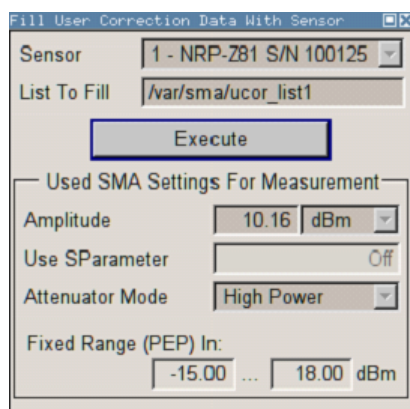 Fill User Correction Data With Sensor
Sensor 1 - NRP-Z81 S/N 100125
List To Fill /var/sma/ucor_list1
Execute
Used SMA Settings For Measurement
Amplitude 10.16 dBm
Use SParameter Off
Attenuator Mode High Power
Fixed Range (PEP) In:
-15.00 ... 18.00 dBm